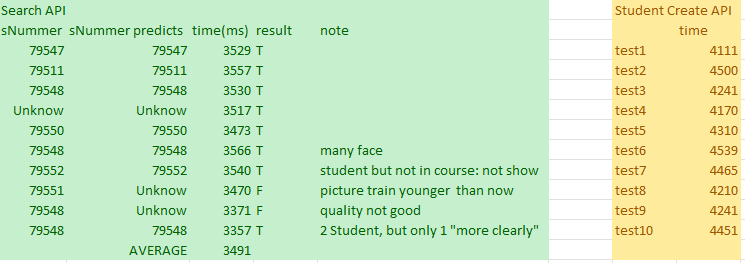 Search API Student Create API
sNummer sNummer predicts time(ms) result note time
79547 79547 3529 T test1 4111
79511 79511 3557 T test2 4500
79548 79548 3530 T test3 4241
Unknow Unknow 3517 T test4 4170
79550 79550 3473 T test5 4310
79548 79548 3566 T many face test6 4539
79552 79552 3540 T student but not in course: not show test7 4465
79551 Unknow 3470 F picture train younger than now test8 4210
79548 Unknow 3371 F quality not good test9 4241
79548 79548 3357 T 2 Student, but only 1 "more clearly" test10 4451
AVERAGE 3491